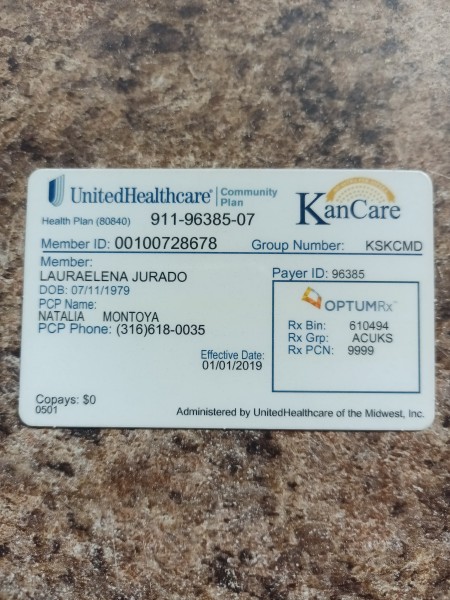 UnitedHealthcare® Community Plan
KanCare
Health Plan (80840) 911-96385-07
Member ID: 00100728678 Group Number: KSKCMD
Member:
LAURAELENA JURADO
DOB: 07/11/1979
PCP Name:
NATALIA MONTOYA
PCP Phone: (316)618-0035
Payer ID: 96385
OPTUMRx™
Rx Bin: 610494
Rx Grp: ACUKS
Rx PCN: 9999
Effective Date:
01/01/2019
Copays: $0
0501
Administered by UnitedHealthcare of the Midwest, Inc.